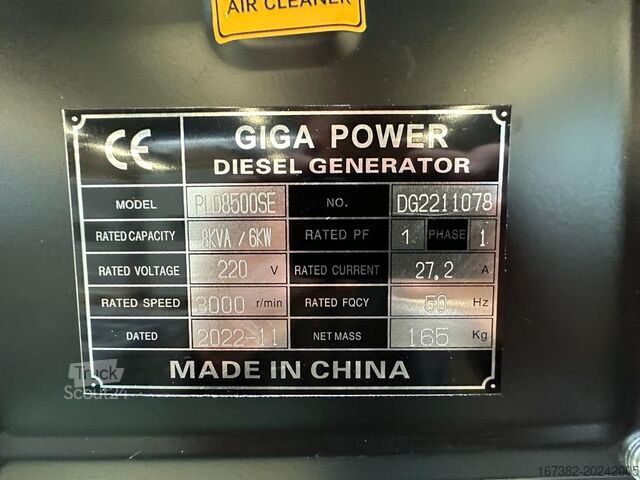 AIR CLEANER
CE GIGA POWER
DIESEL GENERATOR
MODEL PLD8500SE NO. DG2211078
RATED CAPACITY 8KVA/6KW RATED PF 1 PHASE 1
RATED VOLTAGE 220 V RATED CURRENT 27.2 A
RATED SPEED 3000 r/min RATED FQCY 50 Hz
DATED 2022-11 NET MASS 165 Kg
MADE IN CHINA
Truck
Scout24
167382-20242005